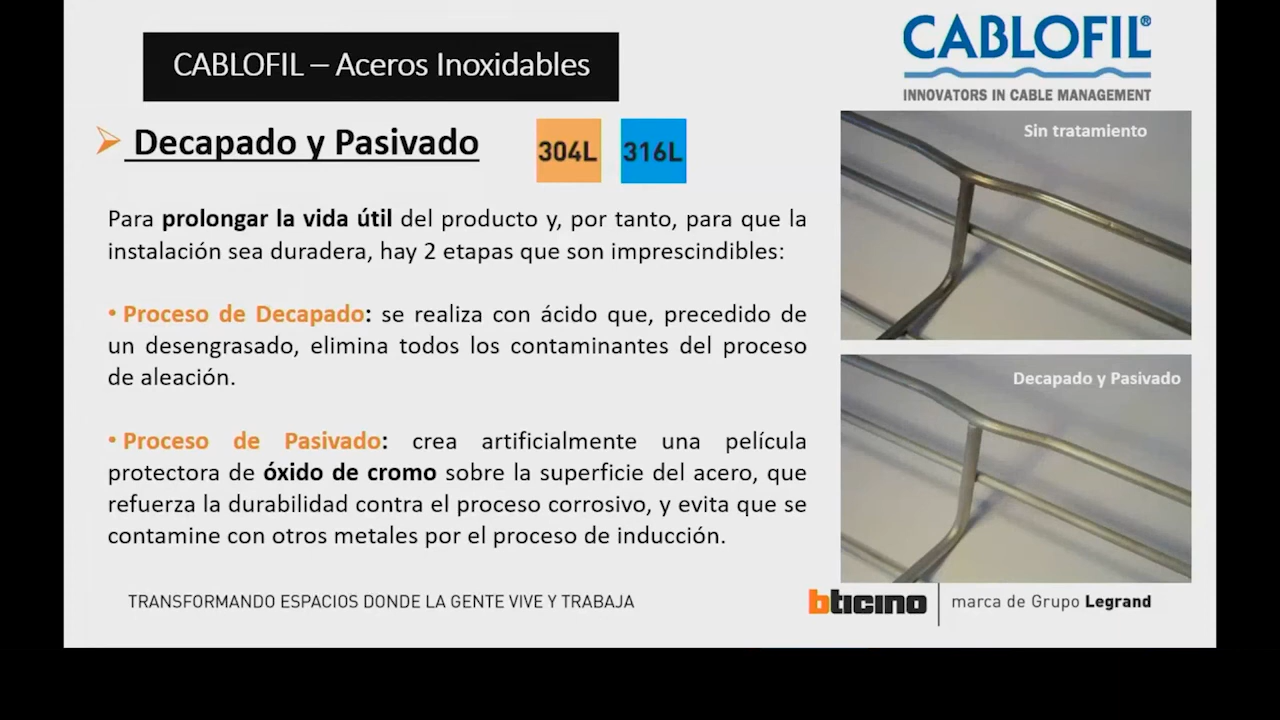 CABLOFIL – Aceros Inoxidables
CABLOFIL®
INNOVATORS IN CABLE MANAGEMENT
Decapado y Pasivado
304L
316L
Para prolongar la vida útil del producto y, por tanto, para que la
instalación sea duradera, hay 2 etapas que son imprescindibles:
• Proceso de Decapado: se realiza con ácido que, precedido de
un desengrasado, elimina todos los contaminantes del proceso
de aleación.
• Proceso de Pasivado: crea artificialmente una película
protectora de óxido de cromo sobre la superficie del acero, que
refuerza la durabilidad contra el proceso corrosivo, y evita que se
contamine con otros metales por el proceso de inducción.
Sin tratamiento
Decapado y Pasivado
TRANSFORMANDO ESPACIOS DONDE LA GENTE VIVE Y TRABAJA
bticino
marca de Grupo Legrand